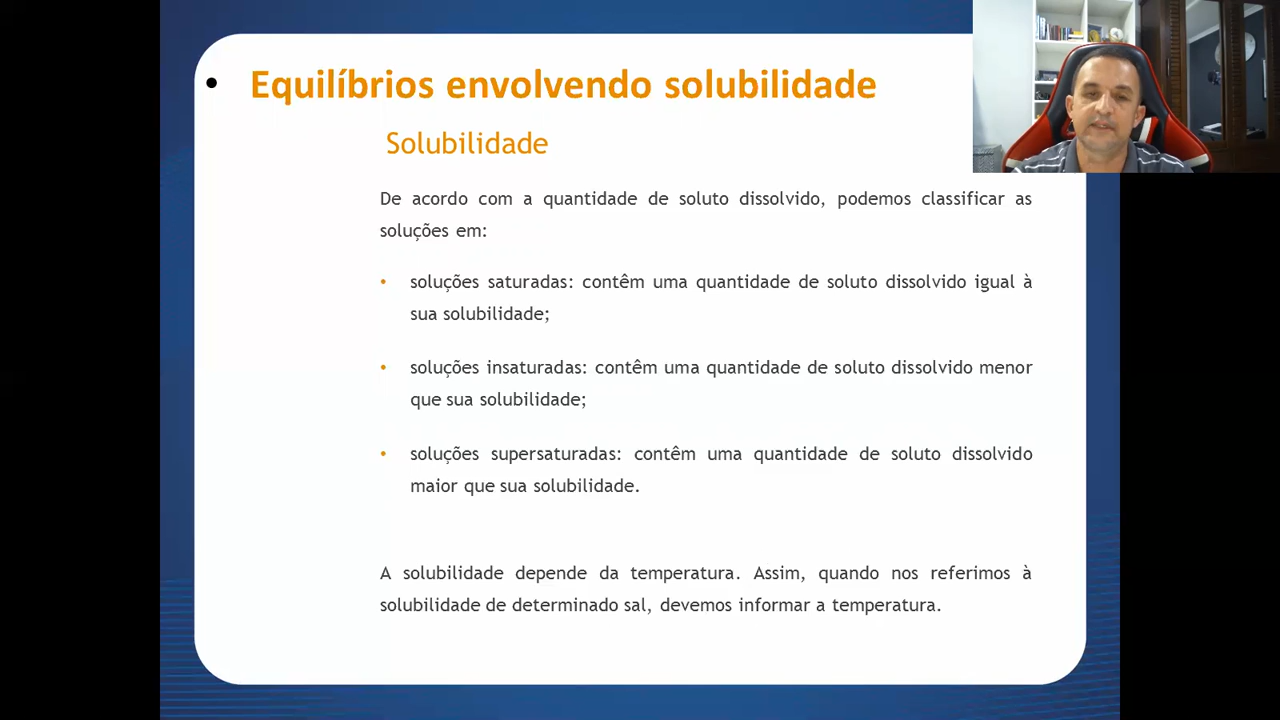 • Equilíbrios envolvendo solubilidade
Solubilidade
De acordo com a quantidade de soluto dissolvido, podemos classificar as
soluções em:
• soluções saturadas: contêm uma quantidade de soluto dissolvido igual à
sua solubilidade;
• soluções insaturadas: contêm uma quantidade de soluto dissolvido menor
que sua solubilidade;
• soluções supersaturadas: contêm uma quantidade de soluto dissolvido
maior que sua solubilidade.
A solubilidade depende da temperatura. Assim, quando nos referimos à
solubilidade de determinado sal, devemos informar a temperatura.